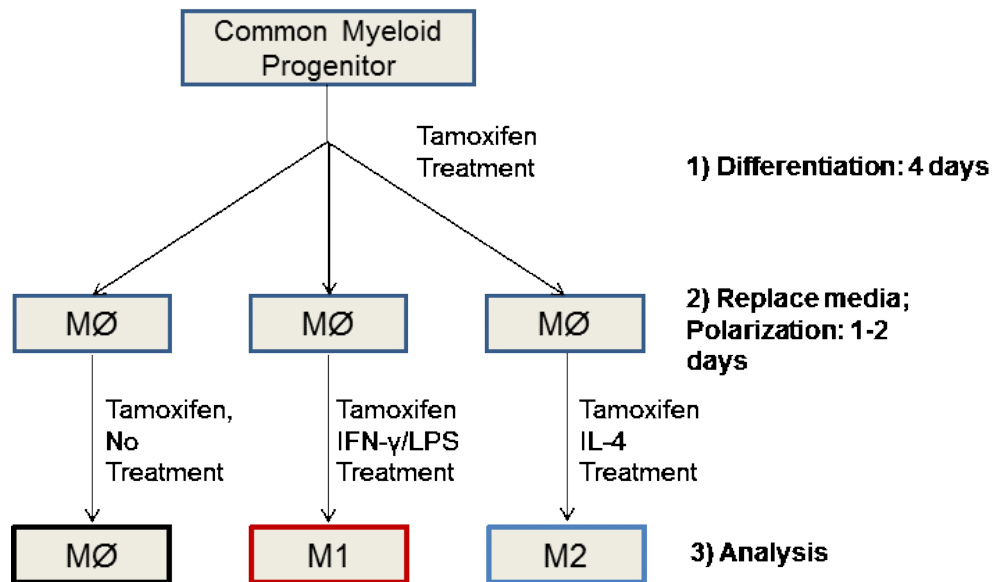 Common Myeloid
Progenitor
Tamoxifen
Treatment
1) Differentiation: 4 days
MØ
MØ
MØ
2) Replace media;
Polarization: 1-2
days
Tamoxifen,
No
Treatment
Tamoxifen
IFN-γ/LPS
Treatment
Tamoxifen
IL-4
Treatment
MØ
M1
M2
3) Analysis